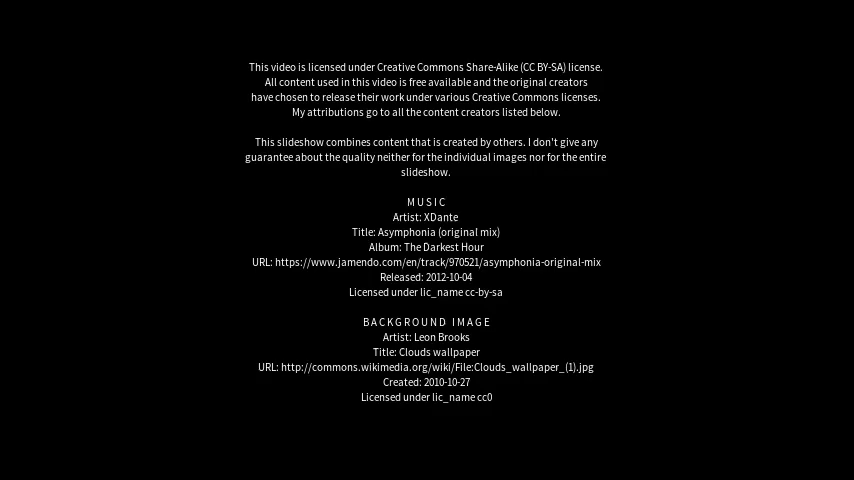 This video is licensed under Creative Commons Share-Alike (CC BY-SA) license.
All content used in this video is free available and the original creators
have chosen to release their work under various Creative Commons licenses.
My attributions go to all the content creators listed below.
This slideshow combines content that is created by others. I don't give any
guarantee about the quality neither for the individual images nor for the entire
slideshow.
MUSIC
Artist: XDante
Title: Asymphonia (original mix)
Album: The Darkest Hour
URL: https://www.jamendo.com/en/track/970521/asymphonia-original-mix
Released: 2012-10-04
Licensed under lic_name cc-by-sa
BACKGROUND IMAGE
Artist: Leon Brooks
Title: Clouds wallpaper
URL: http://commons.wikimedia.org/wiki/File:Clouds_wallpaper_(1).jpg
Created: 2010-10-27
Licensed under lic_name cc0